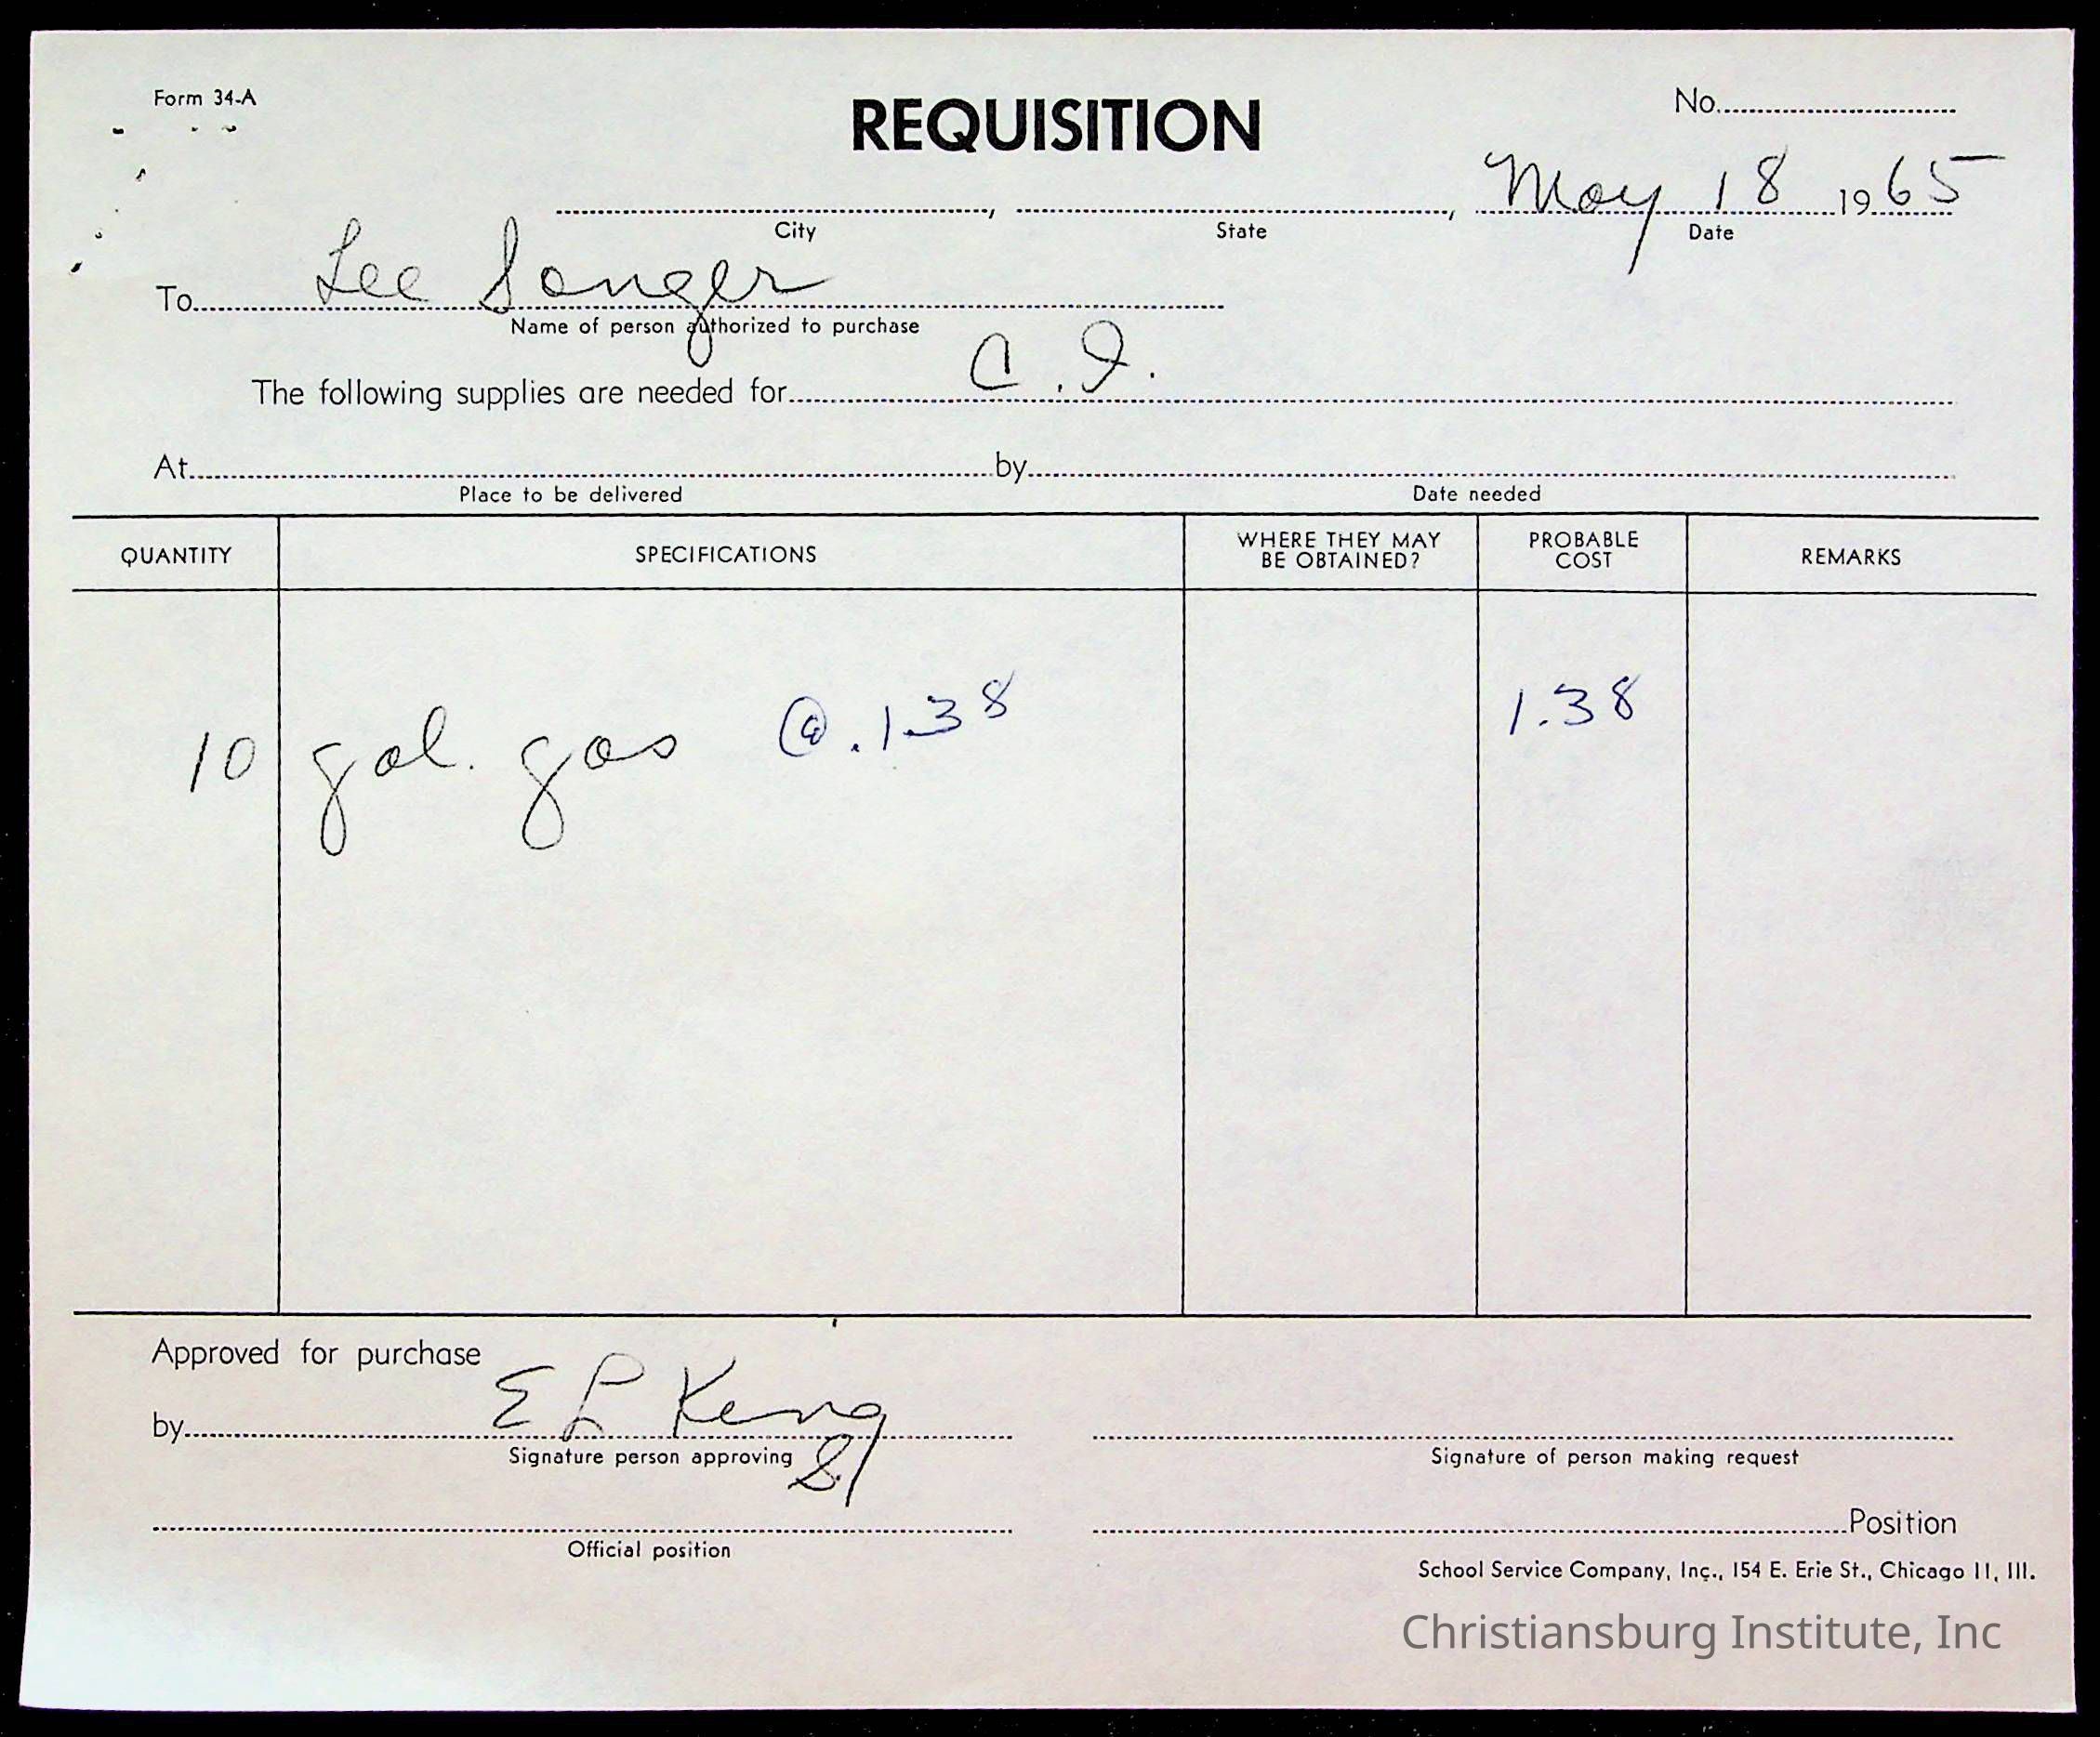 Form 34-A
REQUISITION
No.
May 18 1965
City State Date
To Lee Songer
Name of person authorized to purchase
The following supplies are needed for C. I.
At by
Place to be delivered Date needed
QUANTITY SPECIFICATIONS WHERE THEY MAY BE OBTAINED? PROBABLE COST REMARKS
10 gal. gas @ .138 1.38
Approved for purchase
by E L King
Signature person approving Signature of person making request
Position
Official position
School Service Company, Inc., 154 E. Erie St., Chicago 11, Ill.
Christiansburg Institute, Inc